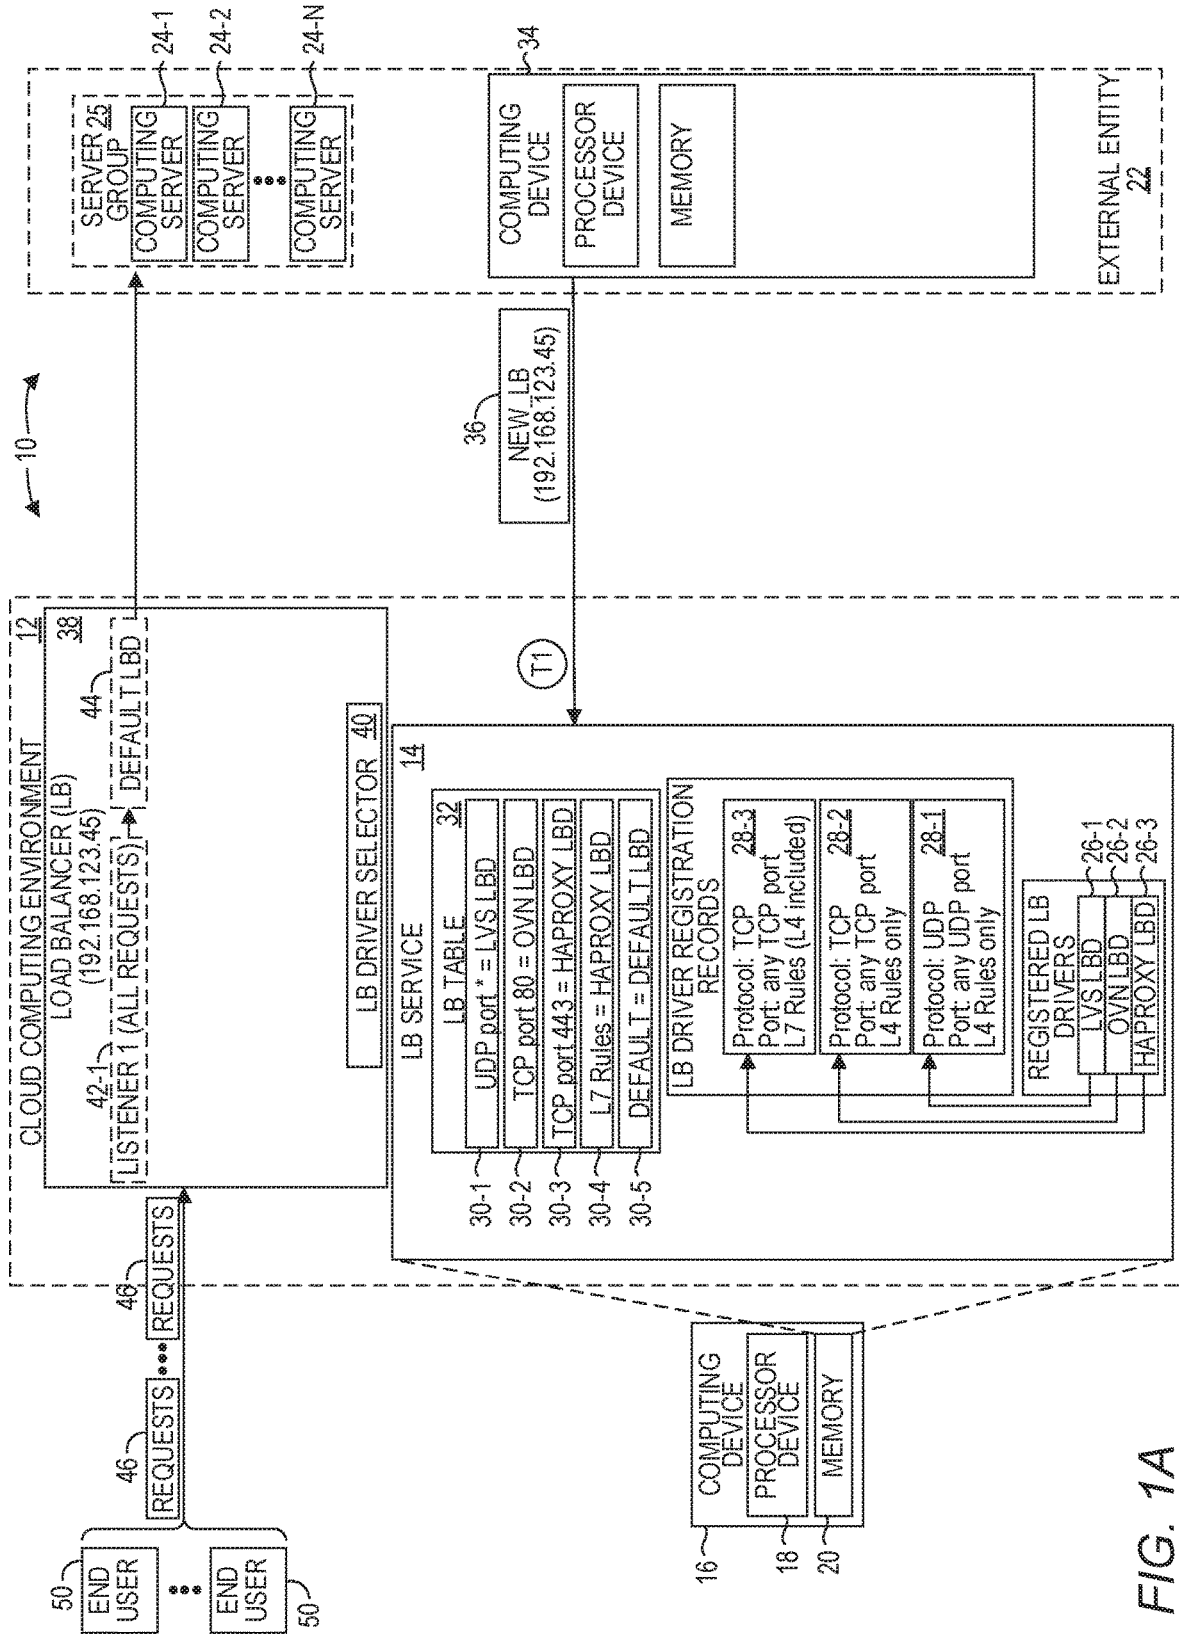 10
CLOUD COMPUTING ENVIRONMENT 12
LOAD BALANCER (LB) 38
(192.168.123.45)
42-1
44
LISTENER 1 (ALL REQUESTS)
DEFAULT LBD
LB DRIVER SELECTOR 40
LB SERVICE 14
LB TABLE 32
30-1
UDP port * = LVS LBD
30-2
TCP port 80 = OVN LBD
30-3
TCP port 443 = HAPROXY LBD
30-4
L7 Rules = HAPROXY LBD
30-5
DEFAULT = DEFAULT LBD
LB DRIVER REGISTRATION
RECORDS
Protocol: TCP 28-3
Port: any TCP port
L7 Rules (L4 included)
Protocol: TCP 28-2
Port: any TCP port
L4 Rules only
Protocol: UDP 28-1
Port: any UDP port
L4 Rules only
REGISTERED LB
DRIVERS
LVS LBD
26-1
OVN LBD
26-2
HAPROXY LBD
26-3
50
END
USER
END
USER
50
46
REQUESTS
46
REQUESTS
16
COMPUTING
DEVICE
18
PROCESSOR
DEVICE
20
MEMORY
T1
36
NEW_LB
(192.168.123.45)
SERVER 25
GROUP
COMPUTING
SERVER
24-1
COMPUTING
SERVER
24-2
COMPUTING
SERVER
24-N
34
COMPUTING
DEVICE
PROCESSOR
DEVICE
MEMORY
EXTERNAL ENTITY
22
FIG. 1A